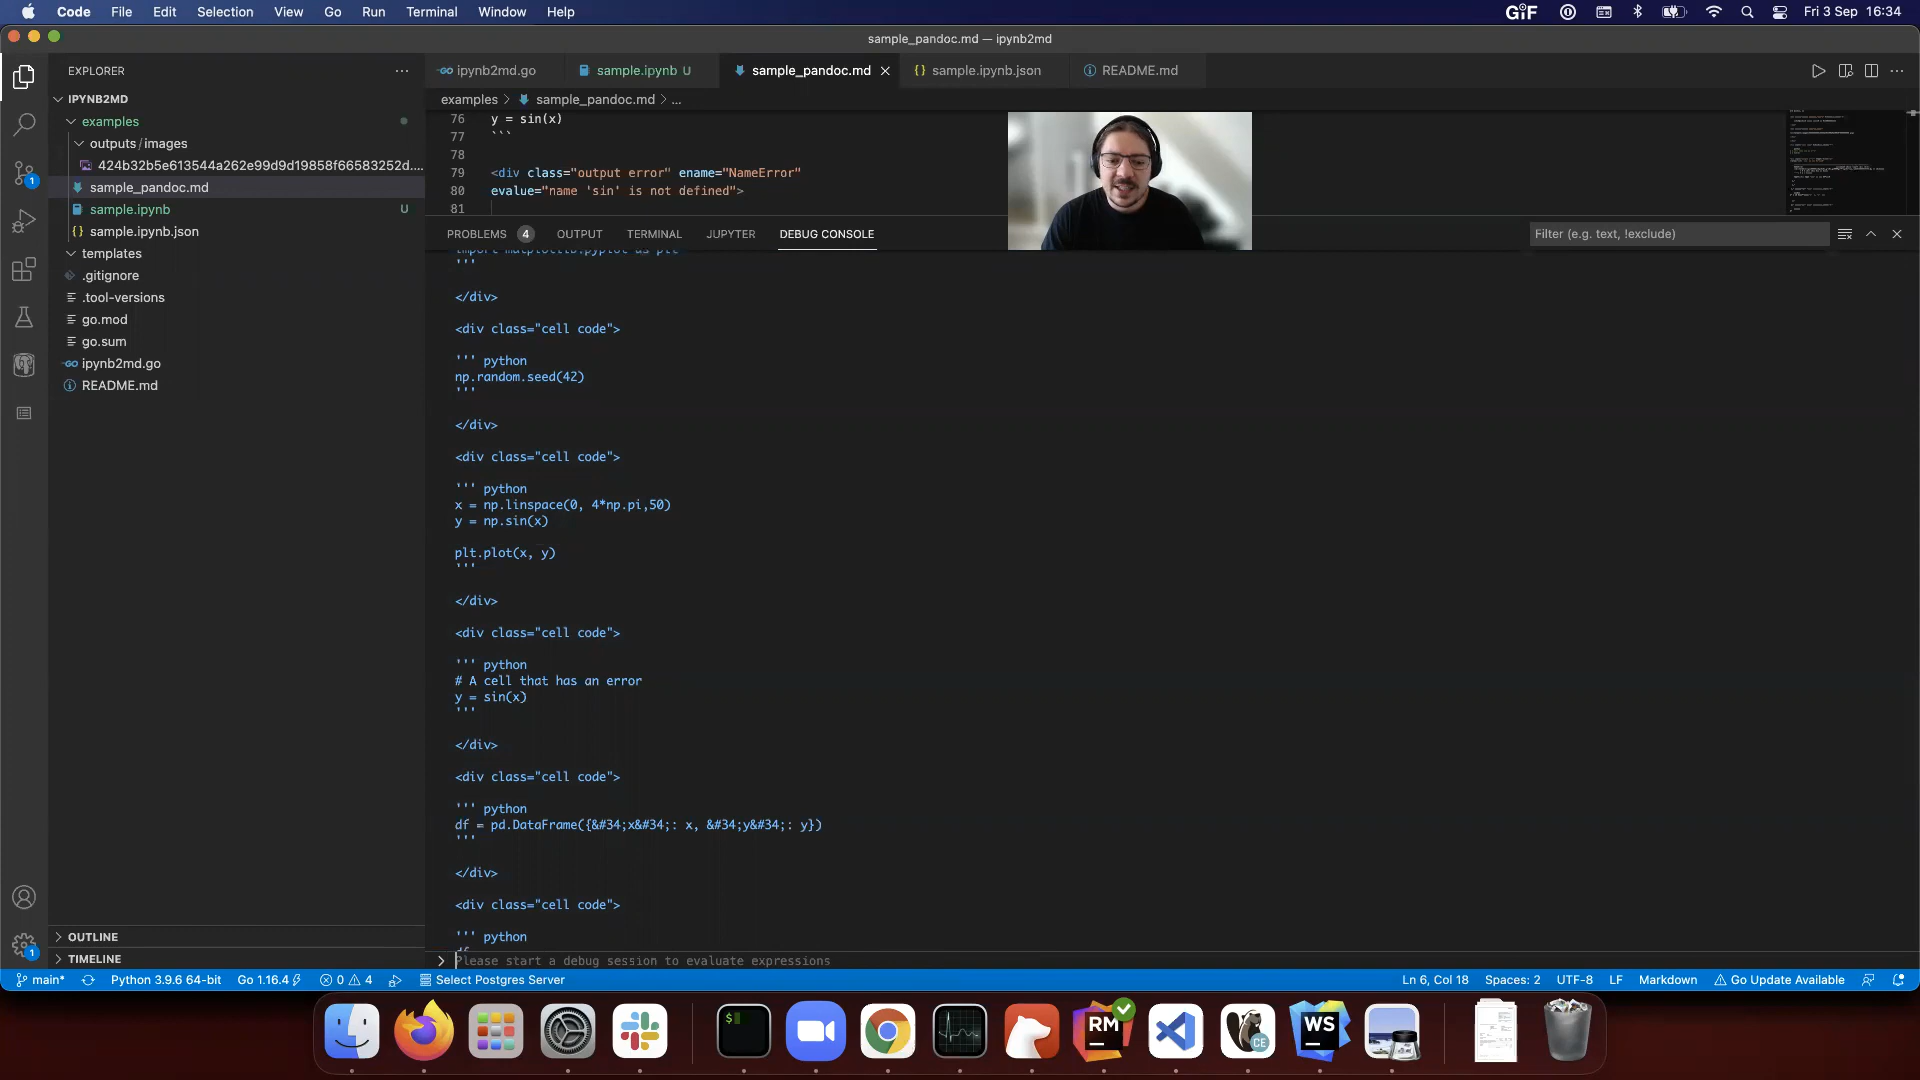 Code File Edit Selection View Go Run Terminal Window Help
GIF
Fri 3 Sep 16:34
sample_pandoc.md — ipynb2md
EXPLORER
ipynb2md.go
sample.ipynb U
sample_pandoc.md
sample.ipynb.json
README.md
IPYNB2MD
examples
outputs/images
424b32b5e613544a262e99d9d19858f66583252d....
sample_pandoc.md
sample.ipynb U
sample.ipynb.json
templates
.gitignore
.tool-versions
go.mod
go.sum
ipynb2md.go
README.md
OUTLINE
TIMELINE
examples > sample_pandoc.md > ...
76 y = sin(x)
77 ```
78
79 <div class="output error" ename="NameError"
80 evalue="name 'sin' is not defined">
81
PROBLEMS 4 OUTPUT TERMINAL JUPYTER DEBUG CONSOLE
Filter (e.g. text, !exclude)
import matplotlib.pyplot as plt
'''
</div>
<div class="cell code">
''' python
np.random.seed(42)
'''
</div>
<div class="cell code">
''' python
x = np.linspace(0, 4*np.pi,50)
y = np.sin(x)
plt.plot(x, y)
'''
</div>
<div class="cell code">
''' python
# A cell that has an error
y = sin(x)
'''
</div>
<div class="cell code">
''' python
df = pd.DataFrame({&#34;x&#34;: x, &#34;y&#34;: y})
'''
</div>
<div class="cell code">
''' python
df
> Please start a debug session to evaluate expressions
1
1
main* Python 3.9.6 64-bit Go 1.16.4 0 4 Select Postgres Server
Ln 6, Col 18 Spaces: 2 UTF-8 LF Markdown Go Update Available
$
RM
CE
WS